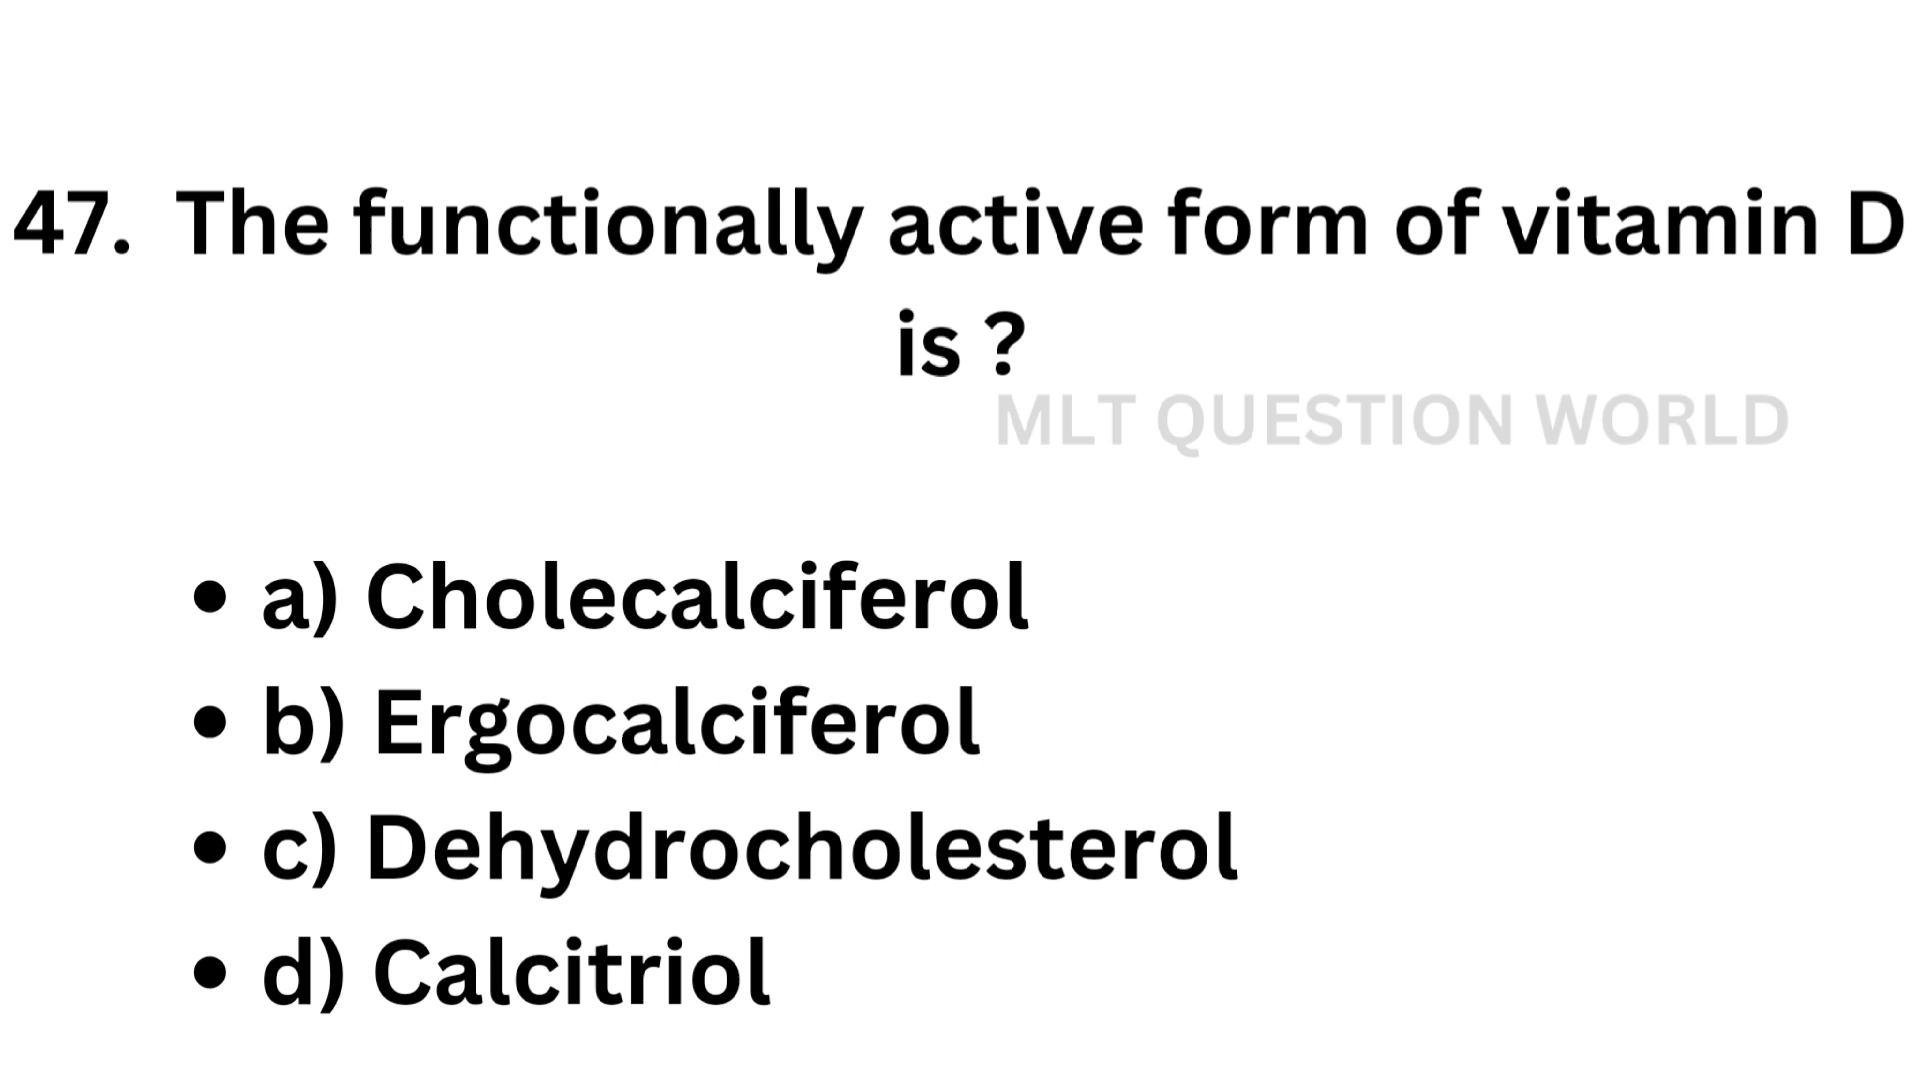 47. The functionally active form of vitamin D
is ?
MLT QUESTION WORLD
• a) Cholecalciferol
• b) Ergocalciferol
• c) Dehydrocholesterol
• d) Calcitriol